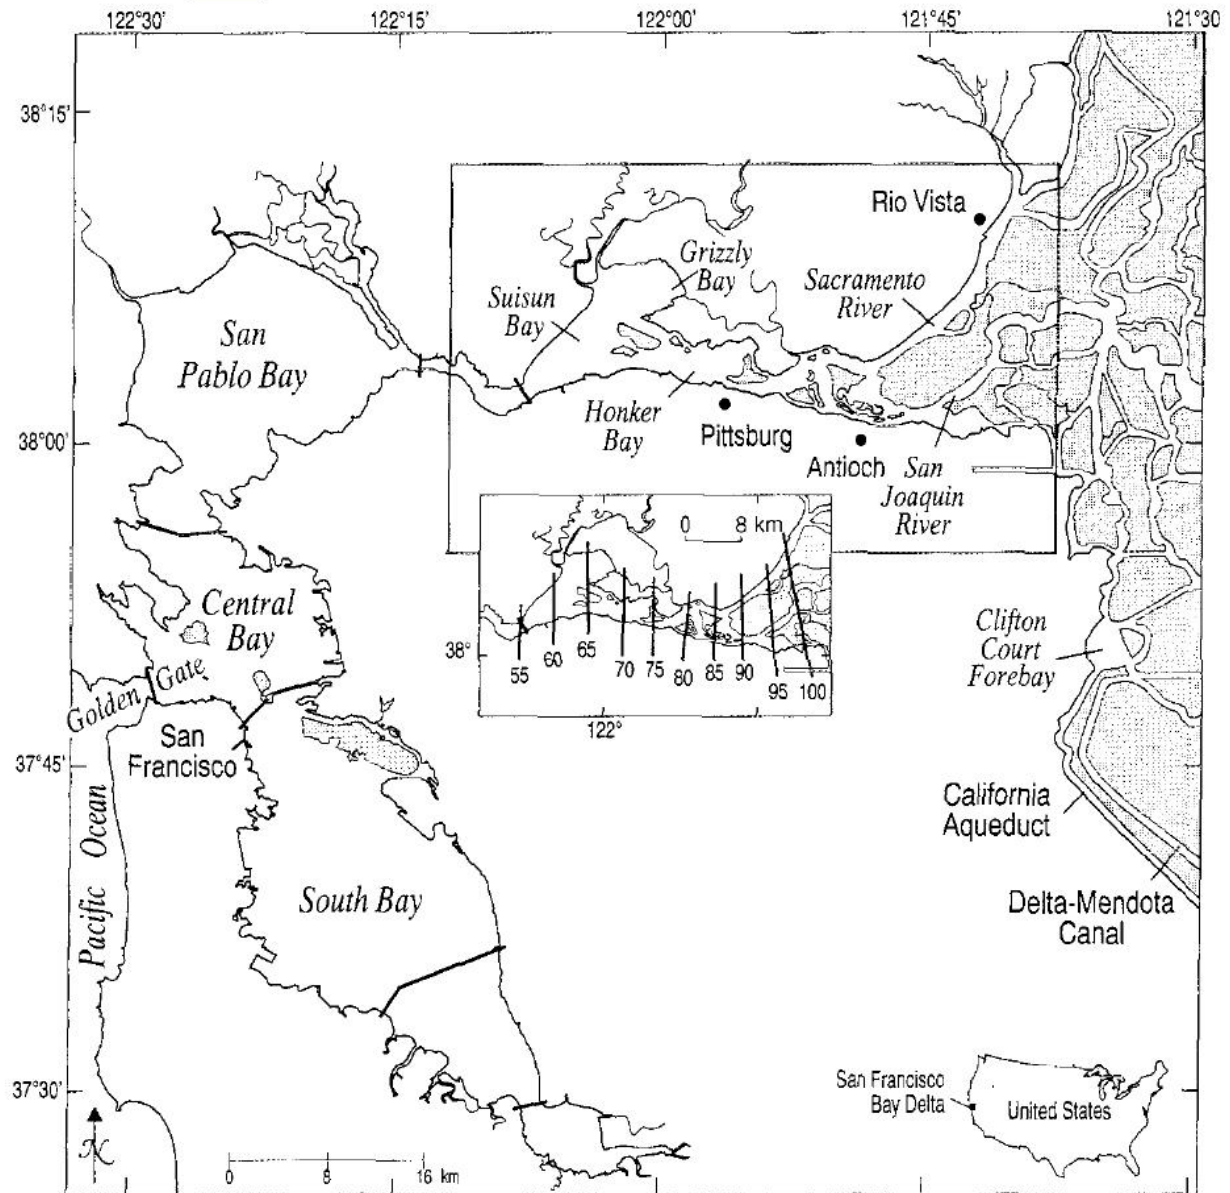 122°30'
122°15'
122°00'
121°45'
121°30'
38°15'
Rio Vista
Grizzly
Bay
Sacramento
River
Suisun
Bay
San
Pablo Bay
Honker
Bay
38°00'
Pittsburg
Antioch
San
Joaquin
River
0 8 km
Central
Bay
Clifton
Court
Forebay
38°
55
60
65
70
75
80
85
90
95
100
122°
Golden Gate
San
Francisco
37°45'
California
Aqueduct
Pacific Ocean
South Bay
Delta-Mendota
Canal
37°30'
San Francisco
Bay Delta
United States
N
0 8 16 km